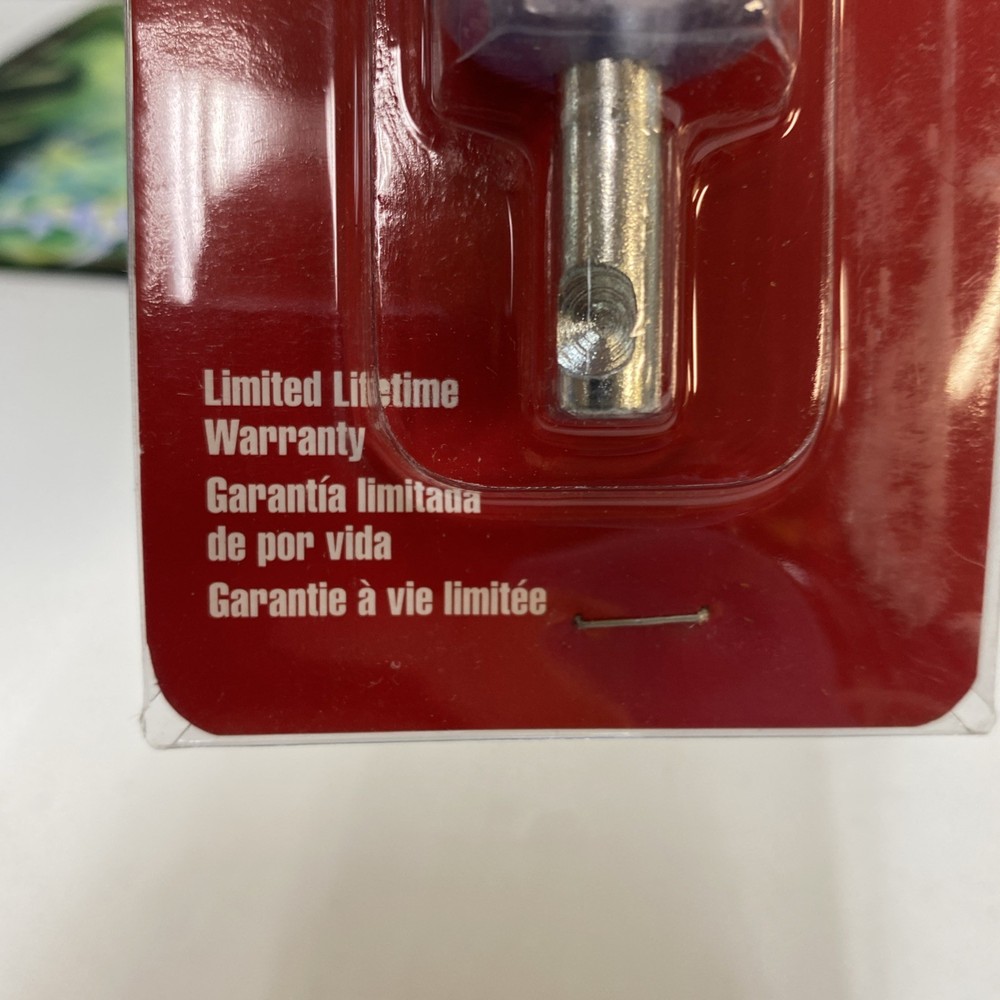 Limited Lifetime
Warranty
Garantía limitada
de por vida
Garantie à vie limitée